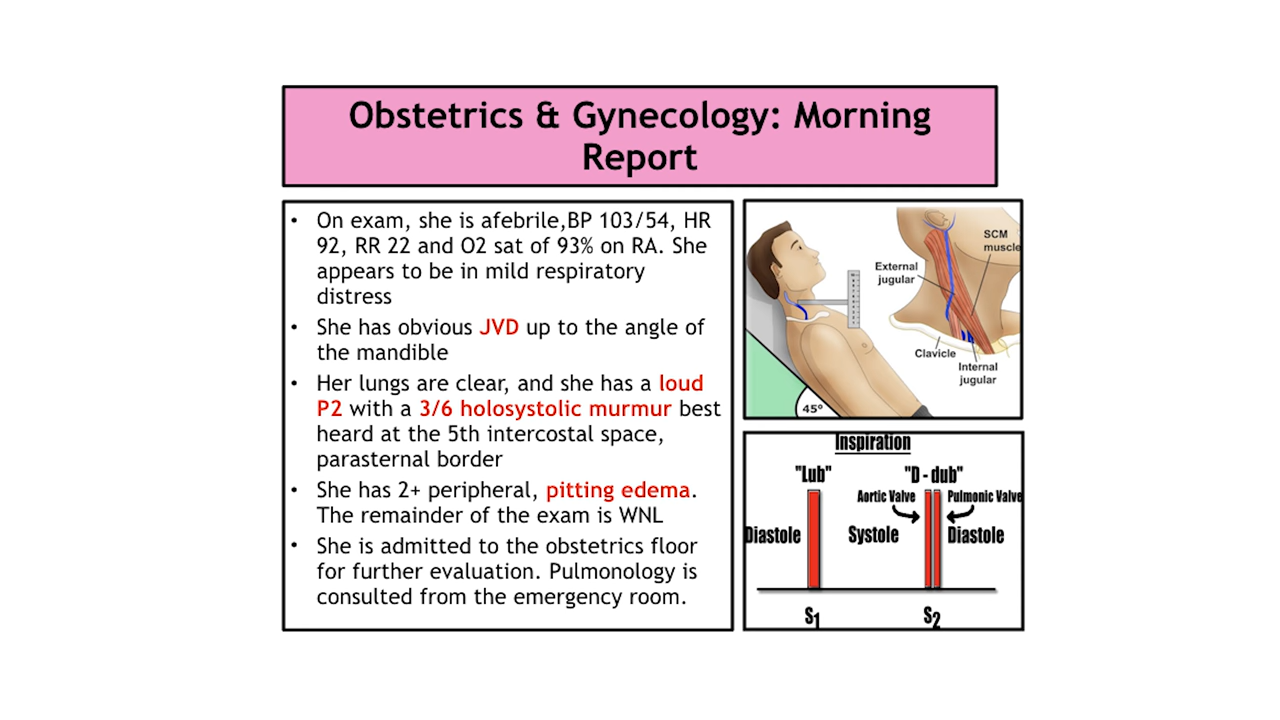 Obstetrics & Gynecology: Morning
Report
• On exam, she is afebrile,BP 103/54, HR
92, RR 22 and O2 sat of 93% on RA. She
appears to be in mild respiratory
distress
• She has obvious JVD up to the angle of
the mandible
• Her lungs are clear, and she has a loud
P2 with a 3/6 holosystolic murmur best
heard at the 5th intercostal space,
parasternal border
• She has 2+ peripheral, pitting edema.
The remainder of the exam is WNL
• She is admitted to the obstetrics floor
for further evaluation. Pulmonology is
consulted from the emergency room.
SCM
muscle
External
jugular
Clavicle
Internal
jugular
45°
Inspiration
"Lub" "D - dub"
Aortic Valve Pulmonic Valve
Diastole Systole Diastole
S1 S2